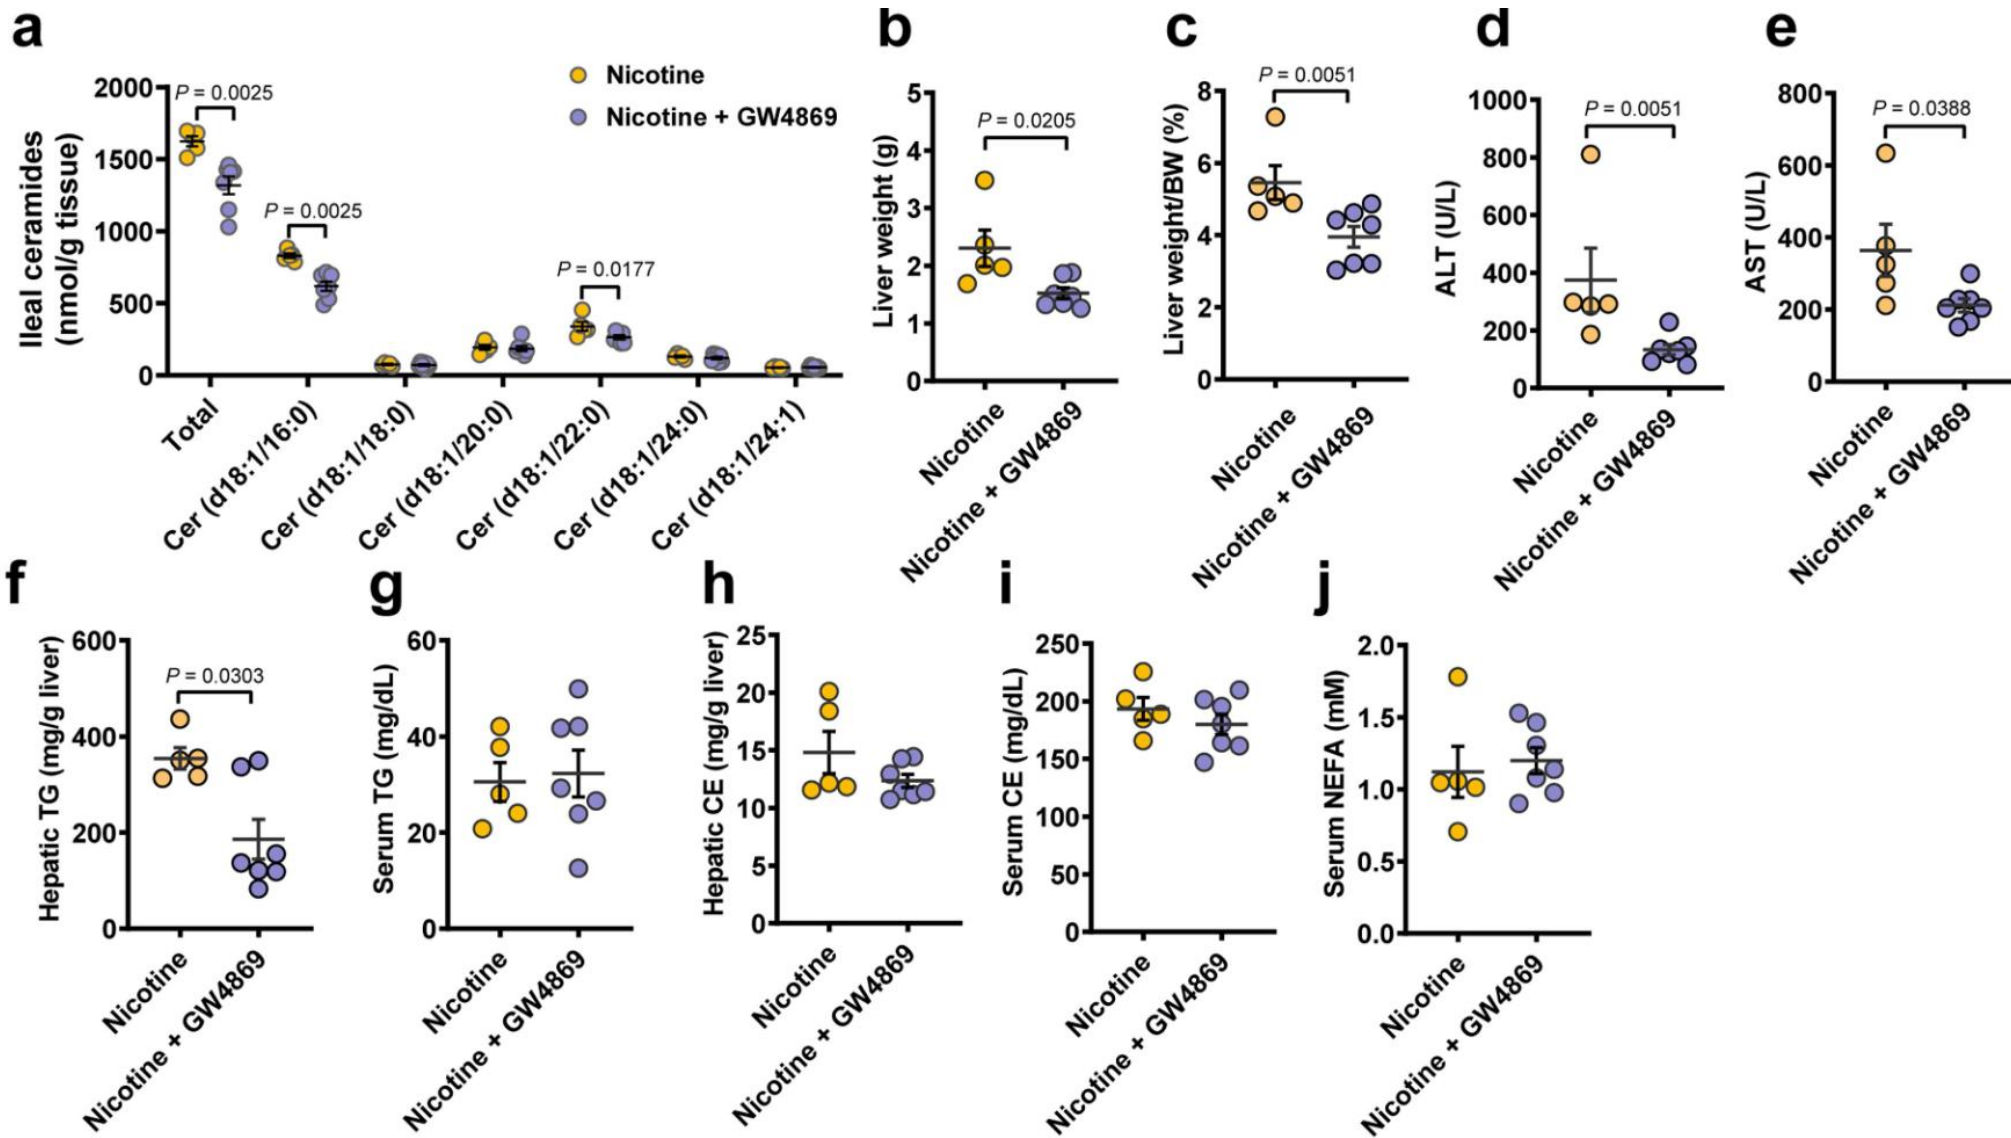 a
Ileal ceramides
(nmol/g tissue)
2000
1500
1000
500
0
P = 0.0025
P = 0.0025
P = 0.0177
Nicotine
Nicotine + GW4869
Total
Cer (d18:1/16:0)
Cer (d18:1/18:0)
Cer (d18:1/20:0)
Cer (d18:1/22:0)
Cer (d18:1/24:0)
Cer (d18:1/24:1)
b
Liver weight (g)
5
4
3
2
1
0
P = 0.0205
Nicotine
Nicotine + GW4869
c
Liver weight/BW (%)
8
6
4
2
0
P = 0.0051
Nicotine
Nicotine + GW4869
d
ALT (U/L)
1000
800
600
400
200
0
P = 0.0051
Nicotine
Nicotine + GW4869
e
AST (U/L)
800
600
400
200
0
P = 0.0388
Nicotine
Nicotine + GW4869
f
Hepatic TG (mg/g liver)
600
400
200
0
P = 0.0303
Nicotine
Nicotine + GW4869
g
Serum TG (mg/dL)
60
40
20
0
Nicotine
Nicotine + GW4869
h
Hepatic CE (mg/g liver)
25
20
15
10
5
0
Nicotine
Nicotine + GW4869
i
Serum CE (mg/dL)
250
200
150
100
50
0
Nicotine
Nicotine + GW4869
j
Serum NEFA (mM)
2.0
1.5
1.0
0.5
0.0
Nicotine
Nicotine + GW4869